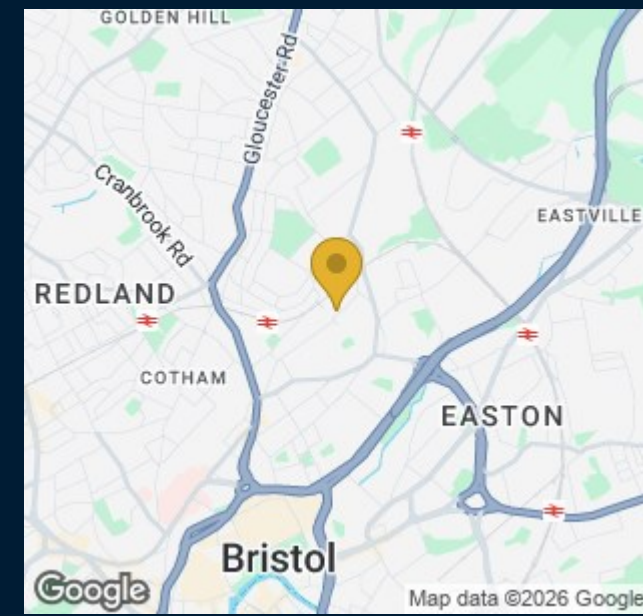 GOLDEN HILL
Gloucester Rd
Cranbrook Rd
EASTVILLE
REDLAND
COTHAM
EASTON
Bristol
Google
Map data ©2026 Google